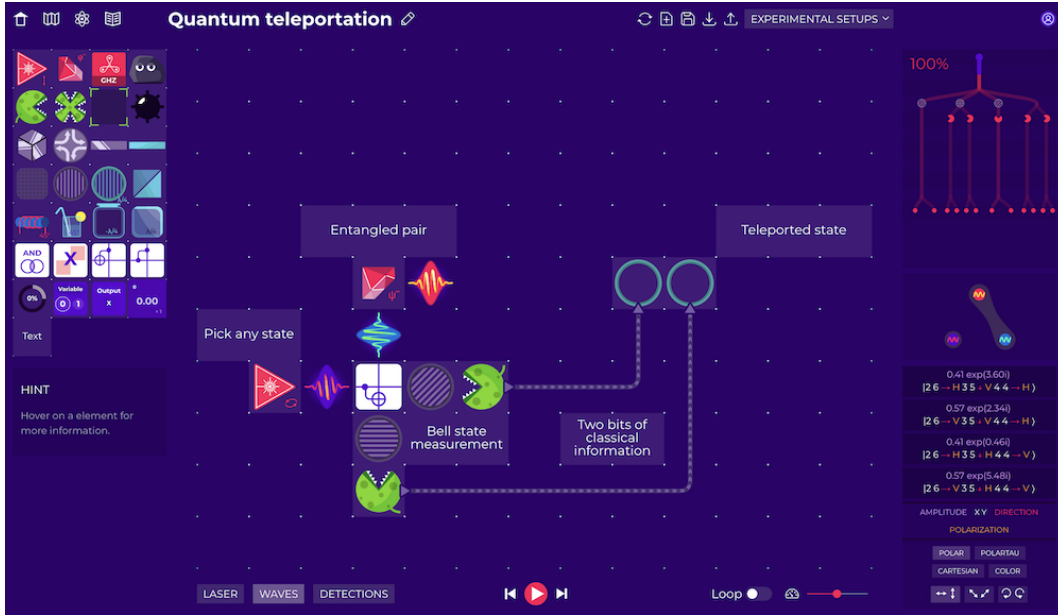 Quantum teleportation
EXPERIMENTAL SETUPS
GHZ
λ/4
-λ/4
λ/4
AND
X
0%
Variable
0 1
Output
x
0.00
Text
HINT
Hover on a element for
more information.
Entangled pair
Ψ⁻
Teleported state
Pick any state
Bell state
measurement
Two bits of
classical
information
LASER
WAVES
DETECTIONS
Loop
100%
0.41 exp(3.60i)
|26→H35↓V44→H⟩
0.57 exp(2.34i)
|26→V35↓V44→H⟩
0.41 exp(0.46i)
|26→H35↓H44→V⟩
0.57 exp(5.48i)
|26→V35↓H44→V⟩
AMPLITUDE XY DIRECTION
POLARIZATION
POLAR POLARTAU
CARTESIAN COLOR